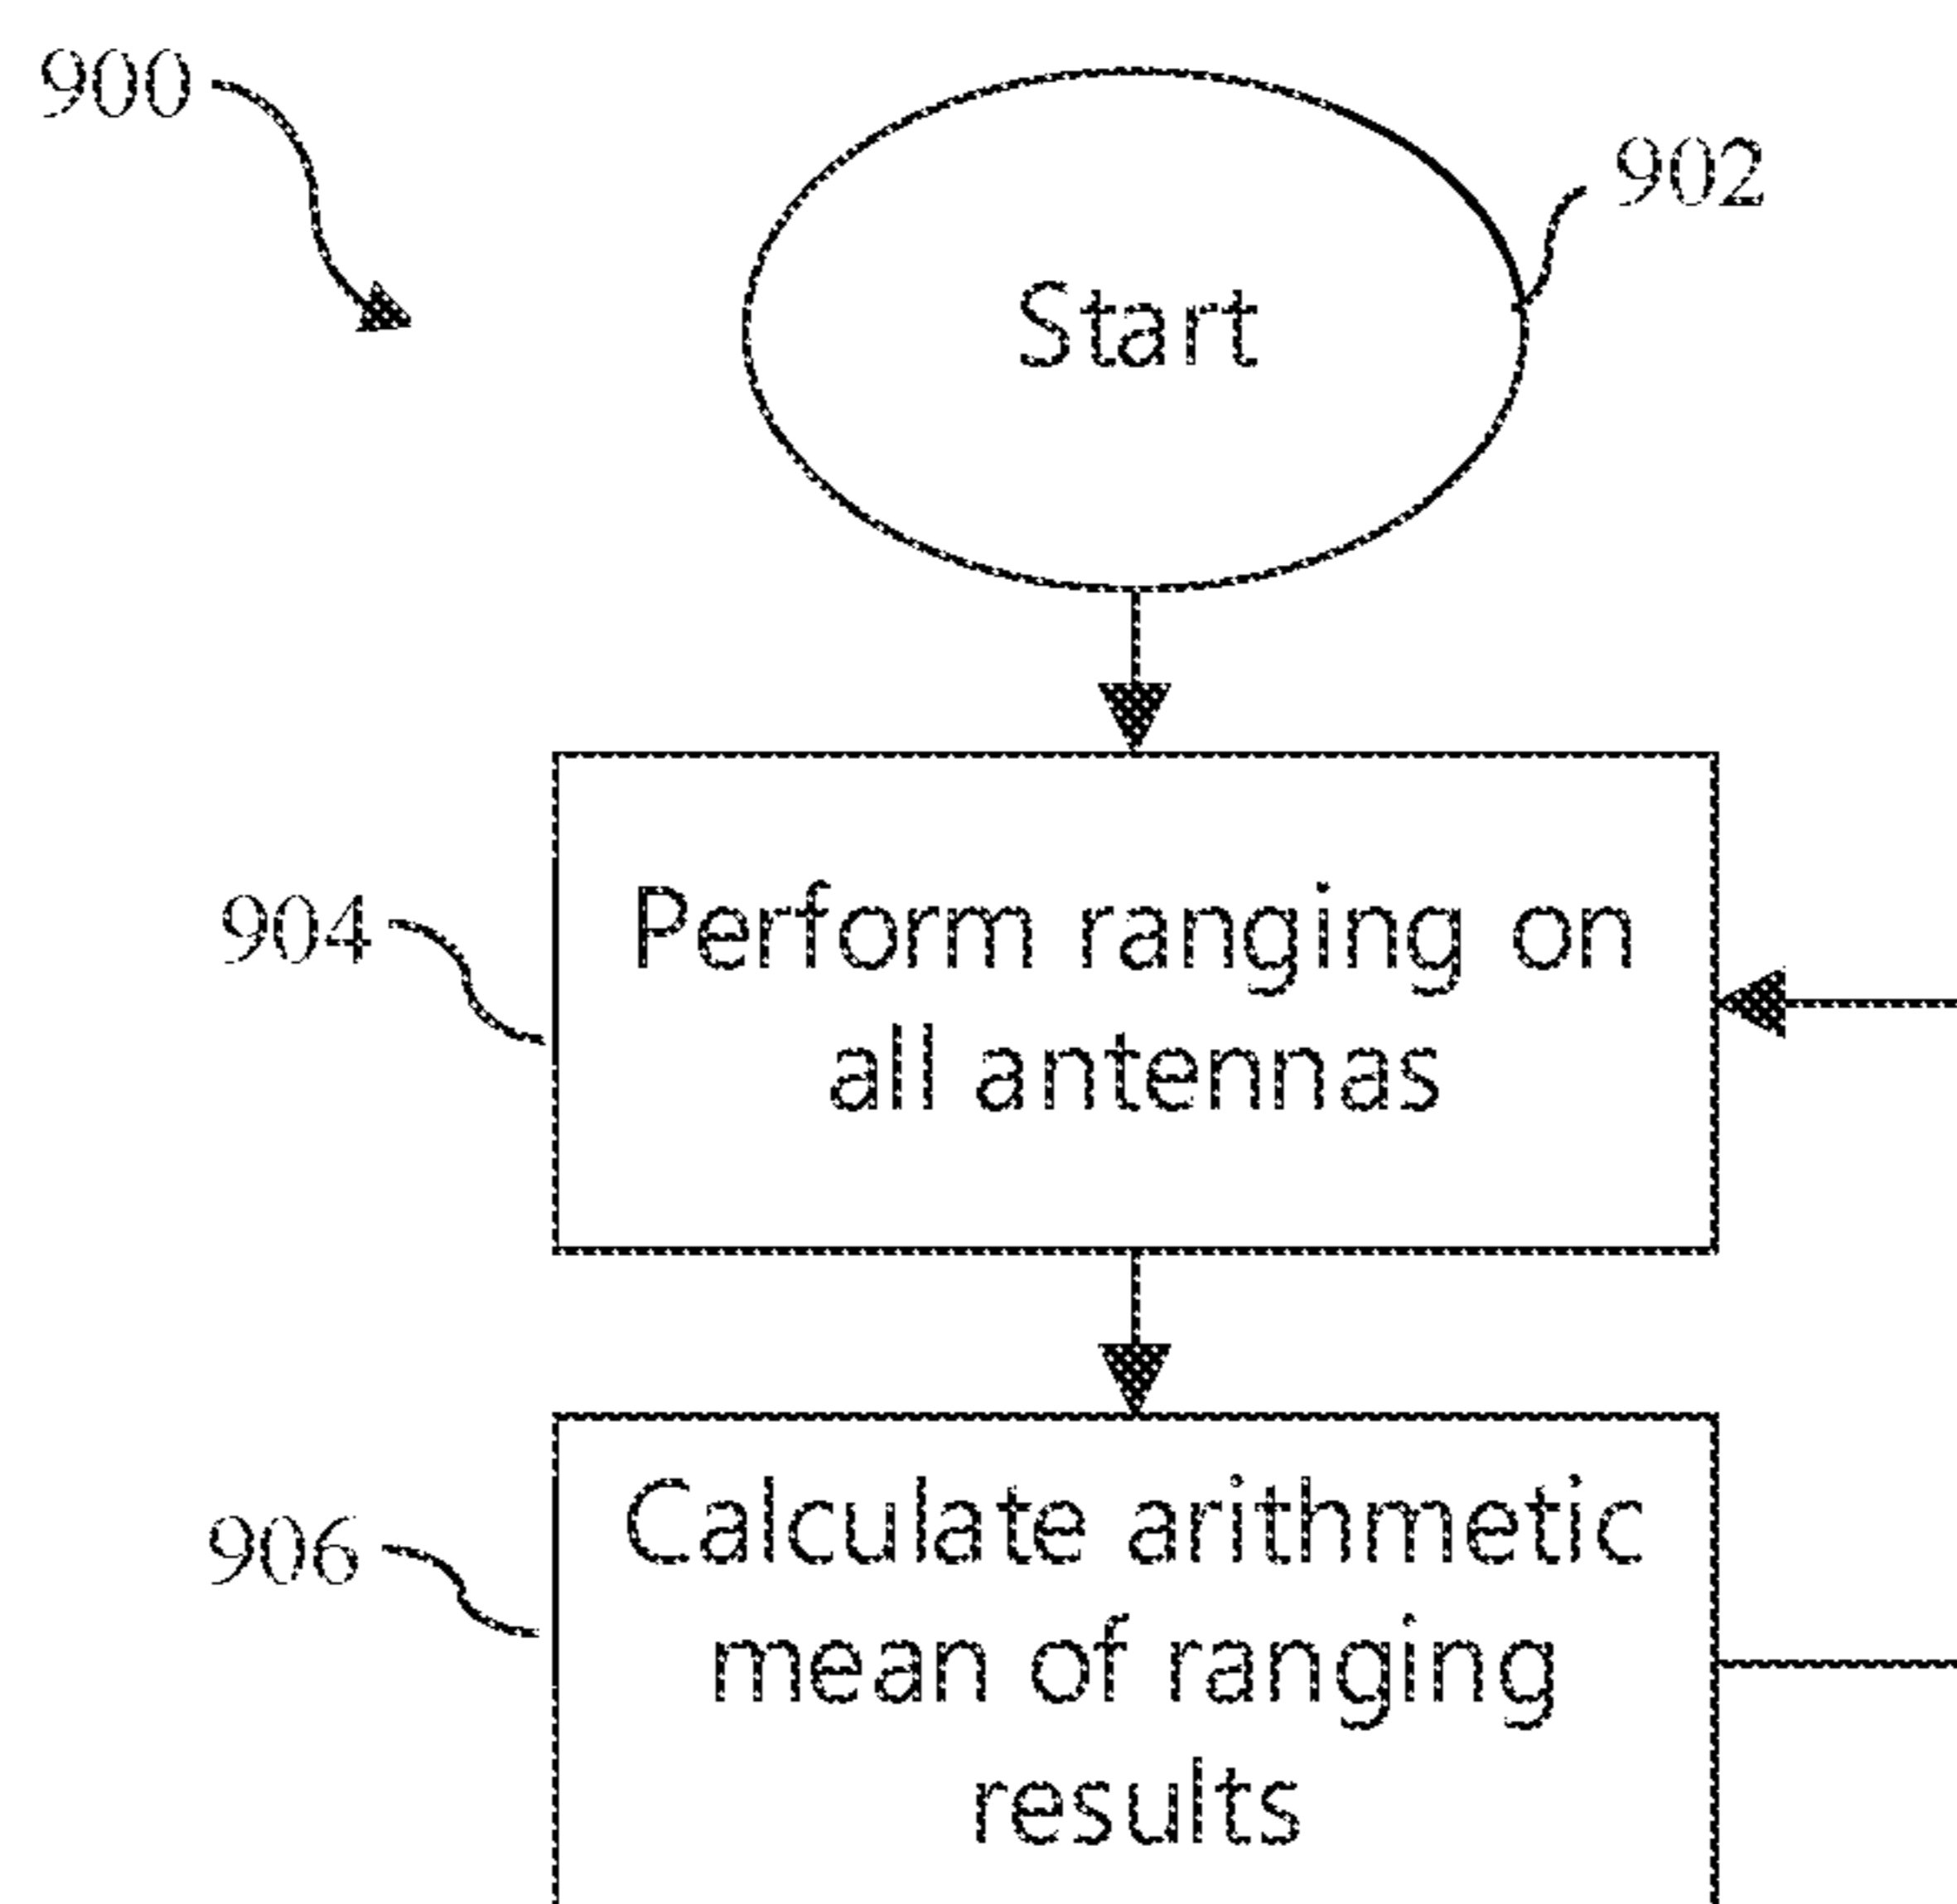 900
902
Start
904
Perform ranging on
all antennas
906
Calculate arithmetic
mean of ranging
results